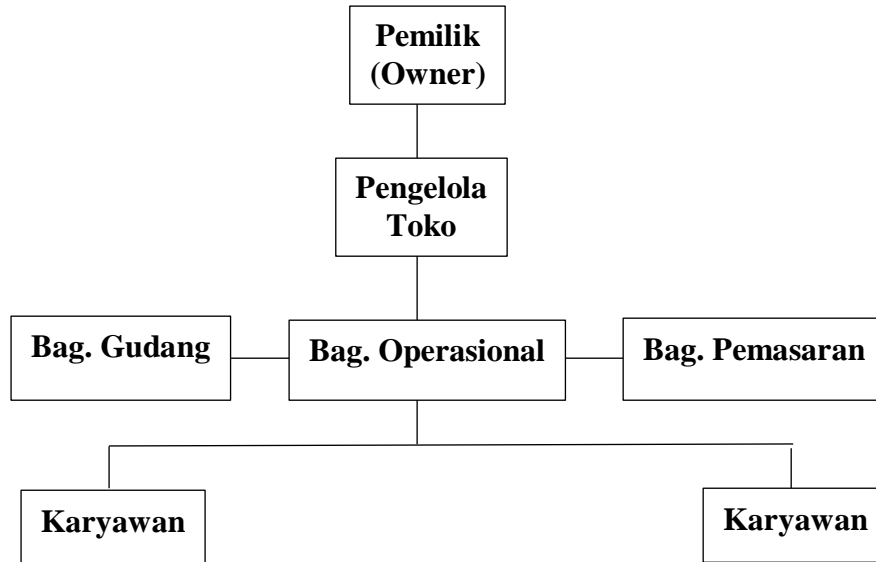 Pemilik
(Owner)
Pengelola
Toko
Bag. Gudang
Bag. Operasional
Bag. Pemasaran
Karyawan
Karyawan